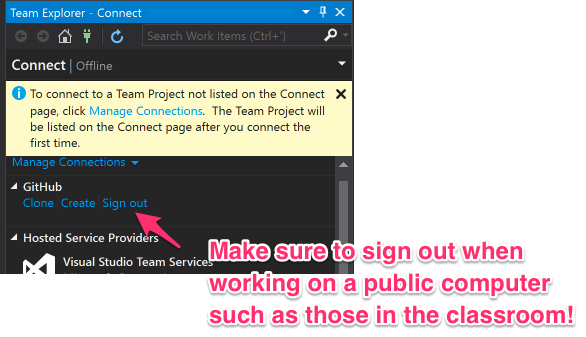 Team Explorer - Connect
Search Work Items (Ctrl+')
Connect | Offline
To connect to a Team Project not listed on the Connect
page, click Manage Connections. The Team Project will
be listed on the Connect page after you connect the
first time.
Manage Connections
GitHub
Clone Create Sign out
Hosted Service Providers
Visual Studio Team Services
Make sure to sign out when
working on a public computer
such as those in the classroom!